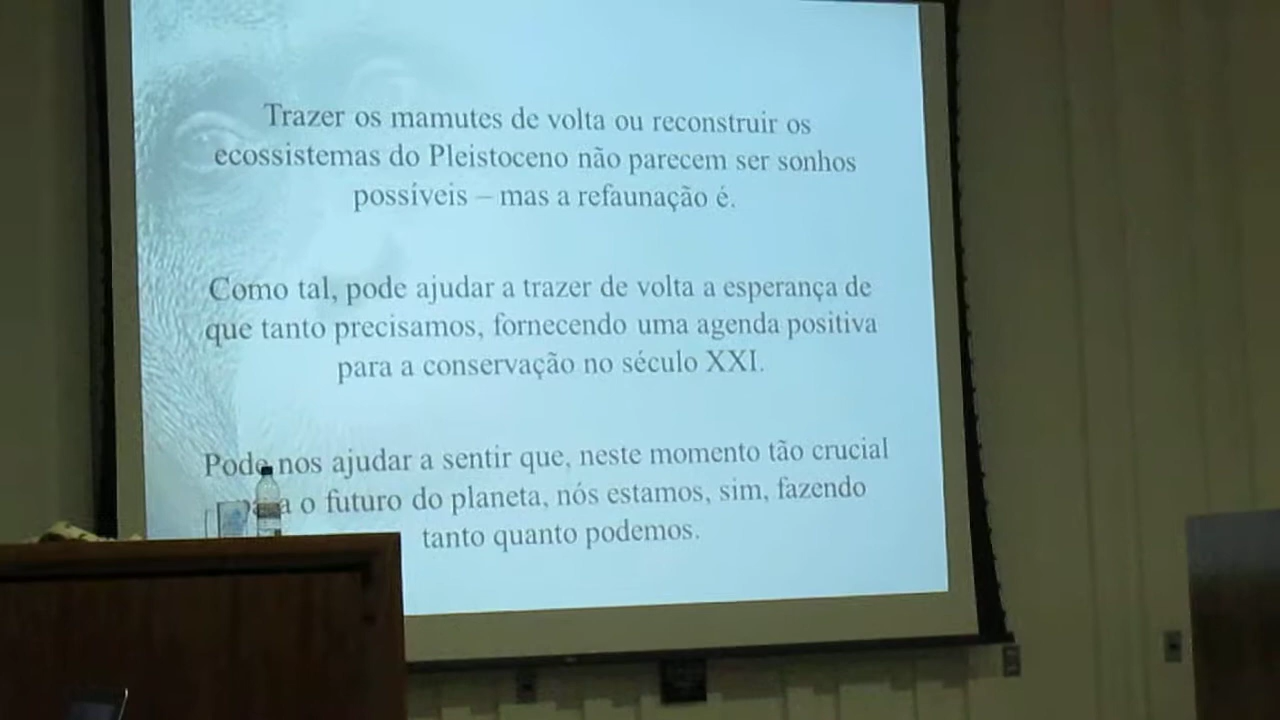 Trazer os mamutes de volta ou reconstruir os
ecossistemas do Pleistoceno não parecem ser sonhos
possíveis – mas a refaunação é.
Como tal, pode ajudar a trazer de volta a esperança de
que tanto precisamos, fornecendo uma agenda positiva
para a conservação no século XXI.
Pode nos ajudar a sentir que, neste momento tão crucial
para o futuro do planeta, nós estamos, sim, fazendo
tanto quanto podemos.